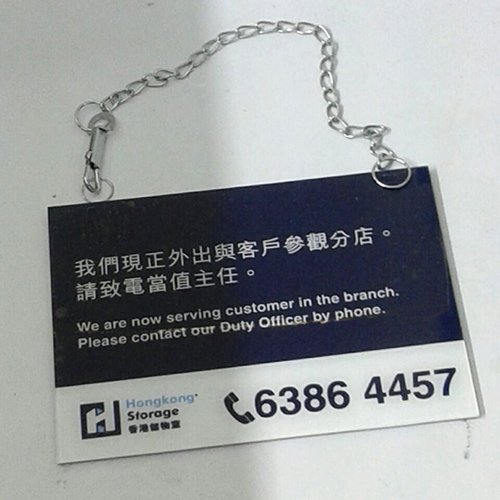 我們現正外出與客戶參觀分店。
請致電當值主任。
We are now serving customer in the branch.
Please contact our Duty Officer by phone.
Hongkong
Storage
香港儲物室
6386 4457